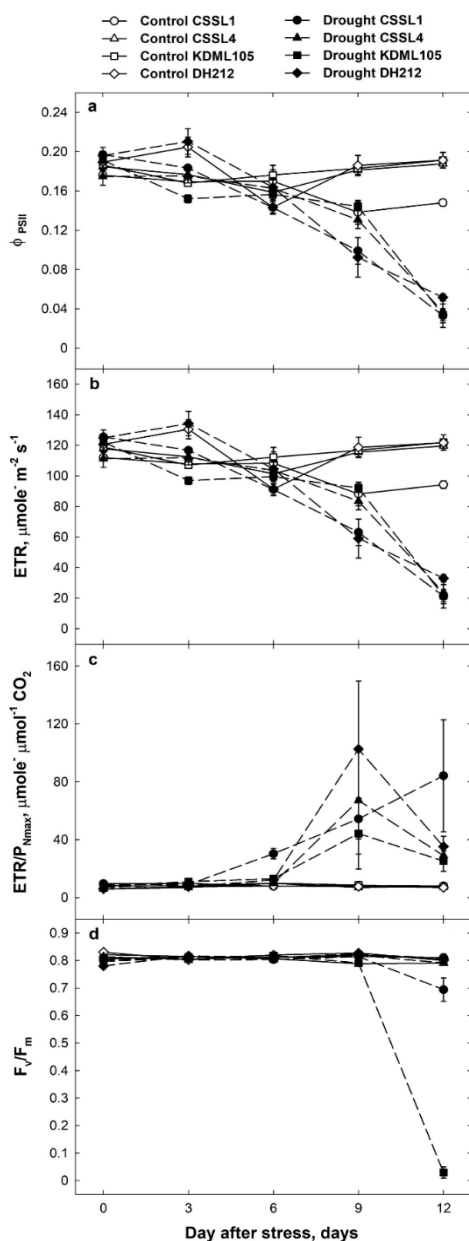 Control CSSL1 Drought CSSL1
Control CSSL4 Drought CSSL4
Control KDML105 Drought KDML105
Control DH212 Drought DH212
a
0.24
0.20
0.16
0.12
0.08
0.04
0
ϕ PSII
b
160
140
120
100
80
60
40
20
0
ETR, μmole⁻ m⁻² s⁻¹
c
160
120
80
40
0
ETR/P_Nmax, μmole⁻ μmol⁻¹ CO₂
d
0.9
0.8
0.7
0.6
0.5
0.4
0.3
0.2
0.1
0
F_v/F_m
0 3 6 9 12
Day after stress, days